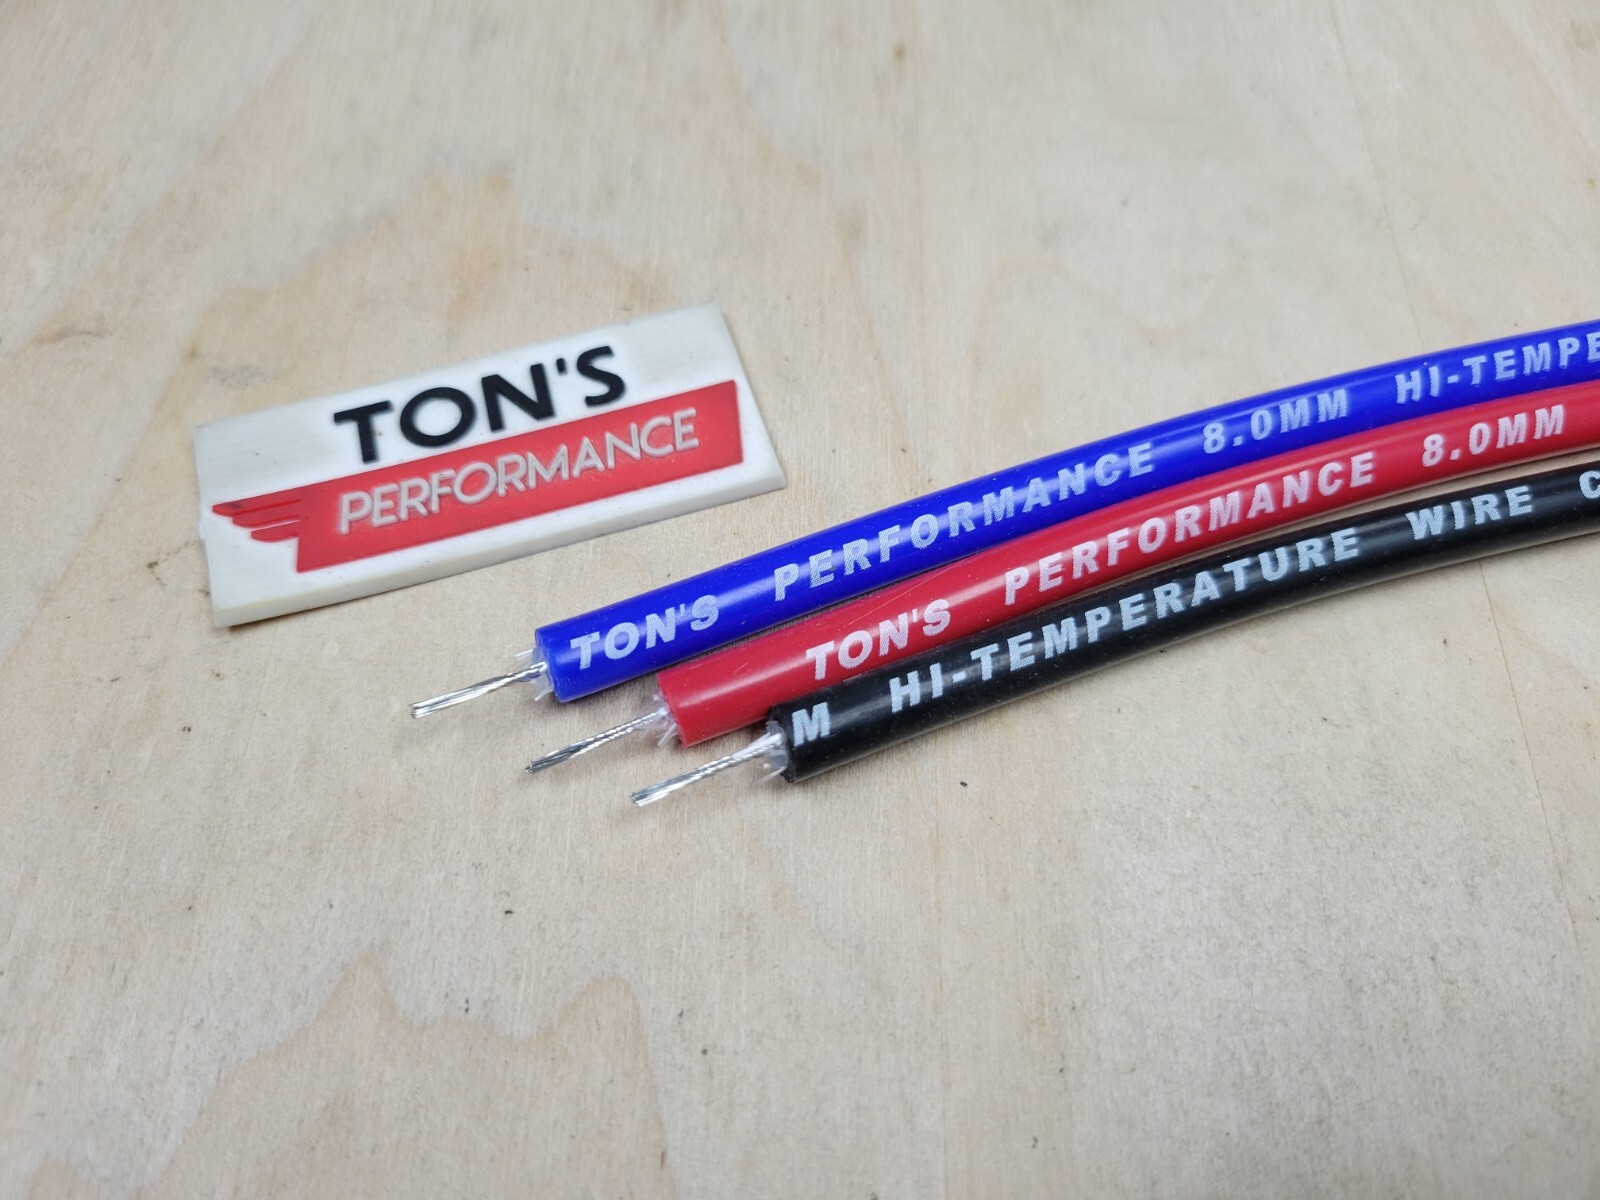 TON'S
PERFORMANCE
TON'S PERFORMANCE 8.0MM HI-TEMPE
TON'S PERFORMANCE 8.0MM
M HI-TEMPERATURE WIRE C